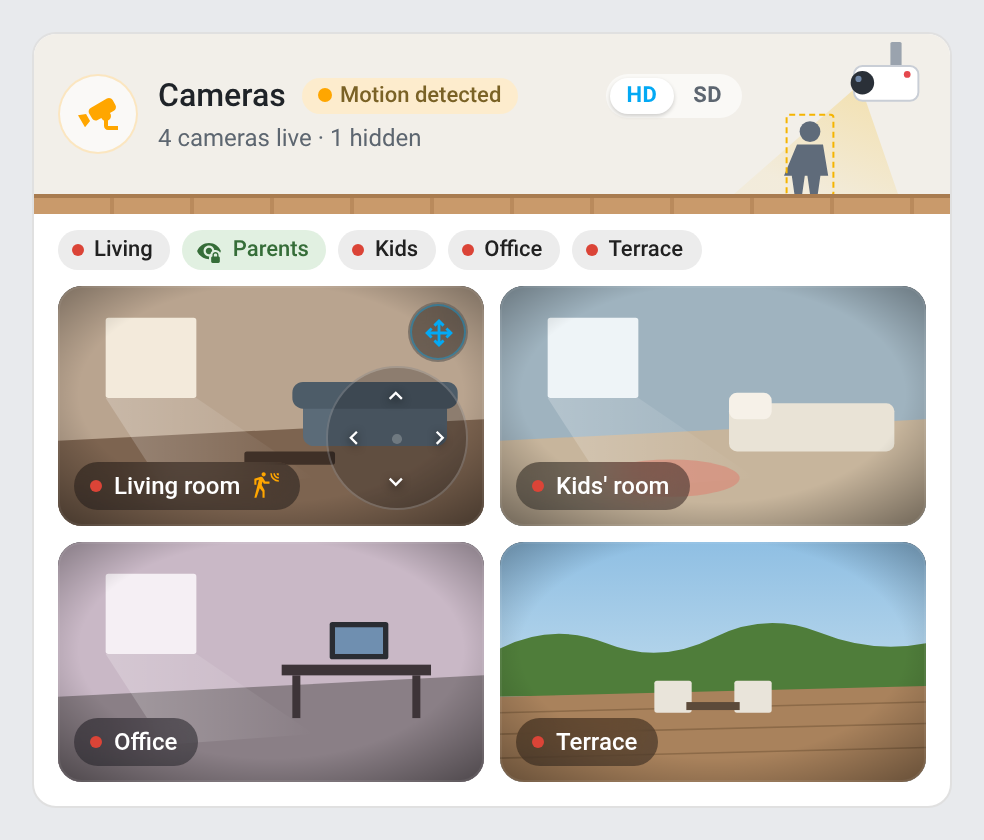 Cameras
Motion detected
HD SD
4 cameras live · 1 hidden
Living Parents Kids Office Terrace
Living room
Kids' room
Office
Terrace